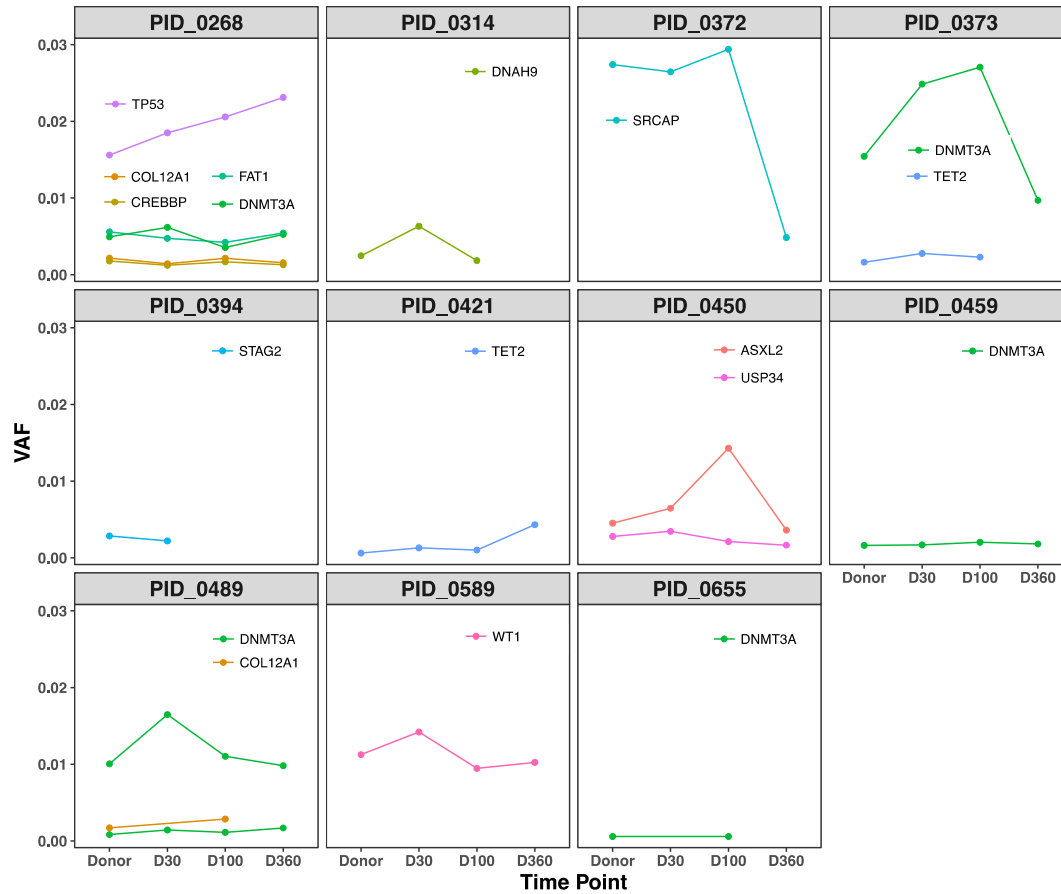 PID_0268
PID_0314
PID_0372
PID_0373
0.03
0.02
0.01
0.00
TP53
COL12A1
FAT1
CREBBP
DNMT3A
DNAH9
SRCAP
DNMT3A
TET2
PID_0394
PID_0421
PID_0450
PID_0459
0.03
0.02
0.01
0.00
STAG2
TET2
ASXL2
USP34
DNMT3A
Donor D30 D100 D360
VAF
PID_0489
PID_0589
PID_0655
0.03
0.02
0.01
0.00
DNMT3A
COL12A1
WT1
DNMT3A
Donor D30 D100 D360
Donor D30 D100 D360
Donor D30 D100 D360
Time Point